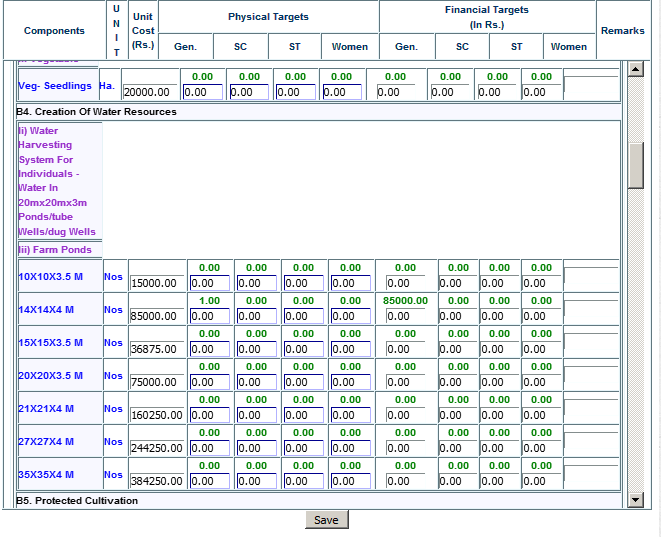 Components
U
N
I
T
Unit
Cost
(Rs.)
Physical Targets
Financial Targets
(In Rs.)
Remarks
Gen. SC ST Women Gen. SC ST Women
Veg- Seedlings Ha. 20000.00
0.00 0.00 0.00 0.00 0.00 0.00 0.00 0.00
0.00 0.00 0.00 0.00 0.00 0.00 0.00 0.00
B4. Creation Of Water Resources
Ii) Water
Harvesting
System For
Individuals -
Water In
20mx20mx3m
Ponds/tube
Wells/dug Wells
Iii) Farm Ponds
10X10X3.5 M Nos 15000.00
0.00 0.00 0.00 0.00 0.00 0.00 0.00 0.00
0.00 0.00 0.00 0.00 0.00 0.00 0.00 0.00
14X14X4 M Nos 85000.00
1.00 0.00 0.00 0.00 85000.00 0.00 0.00 0.00
0.00 0.00 0.00 0.00 0.00 0.00 0.00 0.00
15X15X3.5 M Nos 36875.00
0.00 0.00 0.00 0.00 0.00 0.00 0.00 0.00
0.00 0.00 0.00 0.00 0.00 0.00 0.00 0.00
20X20X3.5 M Nos 75000.00
0.00 0.00 0.00 0.00 0.00 0.00 0.00 0.00
0.00 0.00 0.00 0.00 0.00 0.00 0.00 0.00
21X21X4 M Nos 160250.00
0.00 0.00 0.00 0.00 0.00 0.00 0.00 0.00
0.00 0.00 0.00 0.00 0.00 0.00 0.00 0.00
27X27X4 M Nos 244250.00
0.00 0.00 0.00 0.00 0.00 0.00 0.00 0.00
0.00 0.00 0.00 0.00 0.00 0.00 0.00 0.00
35X35X4 M Nos 384250.00
0.00 0.00 0.00 0.00 0.00 0.00 0.00 0.00
0.00 0.00 0.00 0.00 0.00 0.00 0.00 0.00
B5. Protected Cultivation
Save